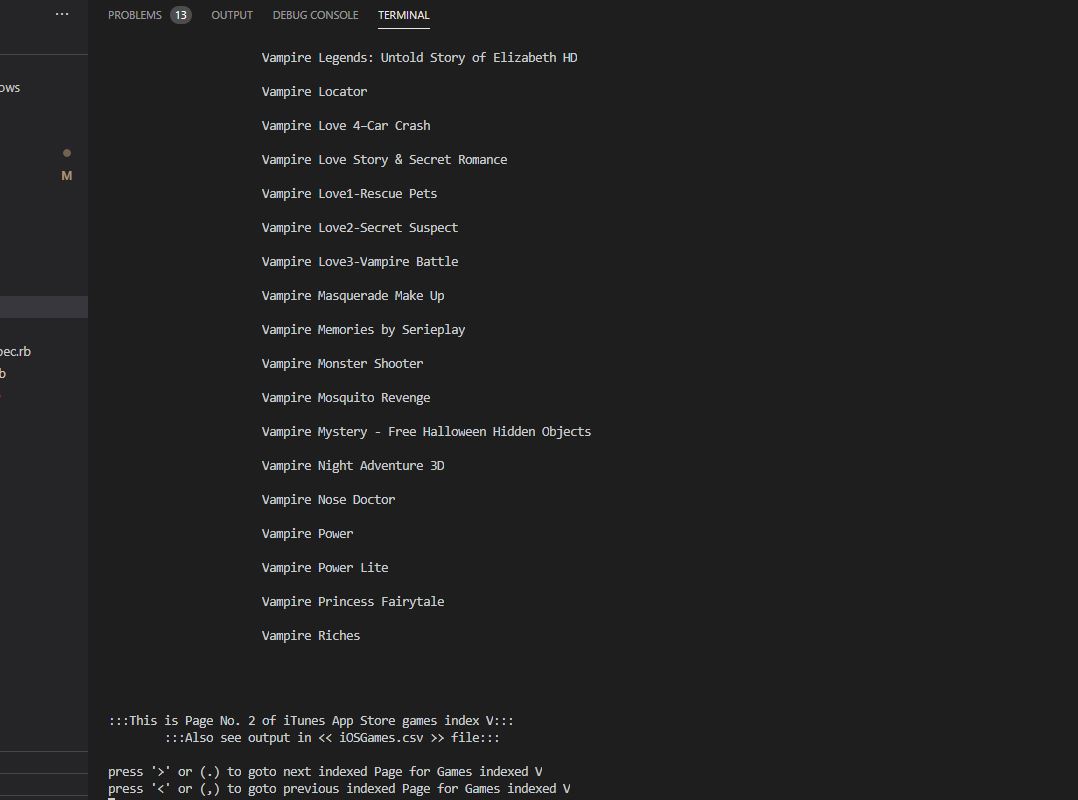 ...
PROBLEMS 13 OUTPUT DEBUG CONSOLE TERMINAL
Vampire Legends: Untold Story of Elizabeth HD
ows
Vampire Locator
Vampire Love 4–Car Crash
Vampire Love Story & Secret Romance
M
Vampire Love1-Rescue Pets
Vampire Love2-Secret Suspect
Vampire Love3-Vampire Battle
Vampire Masquerade Make Up
Vampire Memories by Serieplay
pec.rb
Vampire Monster Shooter
b
Vampire Mosquito Revenge
Vampire Mystery - Free Halloween Hidden Objects
Vampire Night Adventure 3D
Vampire Nose Doctor
Vampire Power
Vampire Power Lite
Vampire Princess Fairytale
Vampire Riches
:::This is Page No. 2 of iTunes App Store games index V:::
:::Also see output in << iOSGames.csv >> file:::
press '>' or (.) to goto next indexed Page for Games indexed V
press '<' or (,) to goto previous indexed Page for Games indexed V